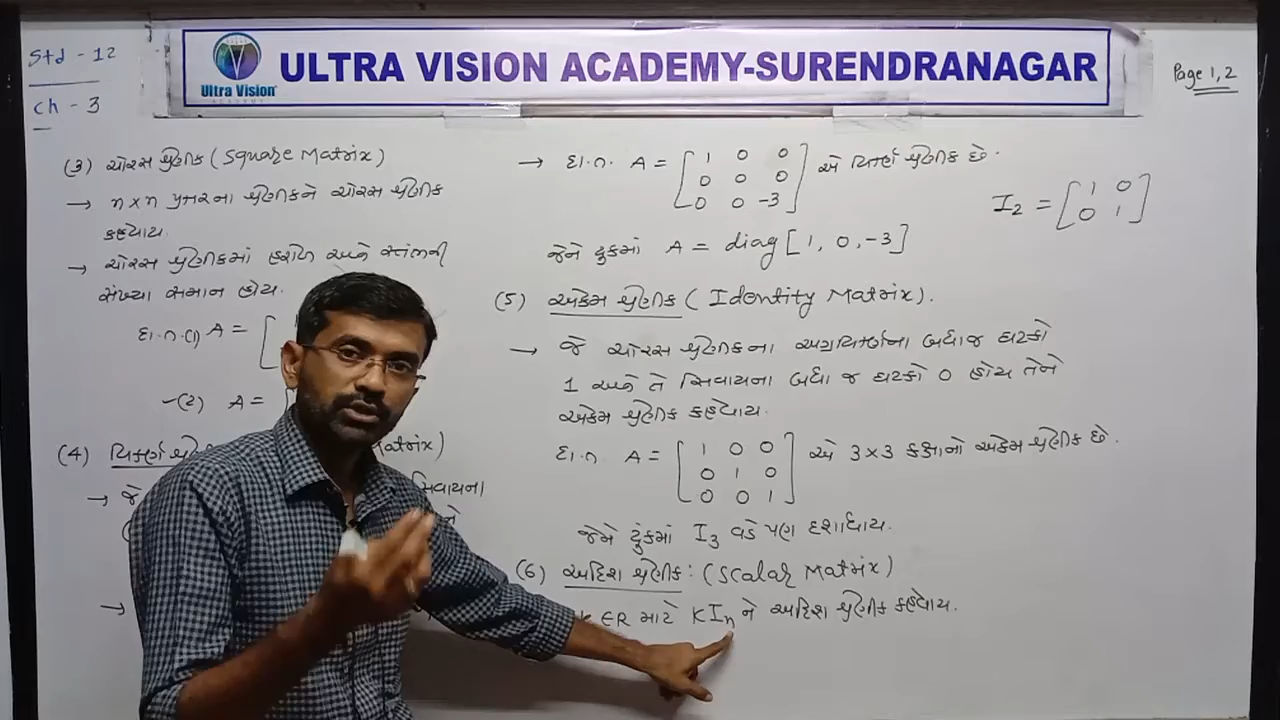 Std - 12
ch - 3
Ultra Vision
ACADEMY
ULTRA VISION ACADEMY-SURENDRANAGAR
Page 1, 2
(3) ચોરસ શ્રેણીક (Square Matrix)
→ n × n પ્રકારના શ્રેણીકને ચોરસ શ્રેણીક
કહેવાય.
→ ચોરસ શ્રેણીકમાં હરોળ અને સ્તંભની
સંખ્યા સમાન હોય.
દા.ત. (1) A = [
(2) A = [
(4) વિકર્ણ
Matrix)
→ જે
સિવાયના
→
→ દા.ત. A = [ 1 0 0
0 0 0
0 0 -3 ] એ વિકર્ણ શ્રેણીક છે.
જેને ટુંકમાં A = diag [1, 0, -3]
I2 = [ 1 0
0 1 ]
(5) એકમ શ્રેણીક ( Identity Matrix).
→ જે ચોરસ શ્રેણીકના અગ્રવિકર્ણના બધાજ ઘટકો
1 અને તે સિવાયના બધા જ ઘટકો 0 હોય તેને
એકમ શ્રેણીક કહેવાય.
દા.ત. A = [ 1 0 0
0 1 0
0 0 1 ] એ 3×3 કક્ષાનો એકમ શ્રેણીક છે.
જેને ટુંકમાં I3 વડે પણ દર્શાવાય.
(6) અદિશ શ્રેણીક: (Scalar Matrix)
∈R માટે KIn ને અદિશ શ્રેણીક કહેવાય.